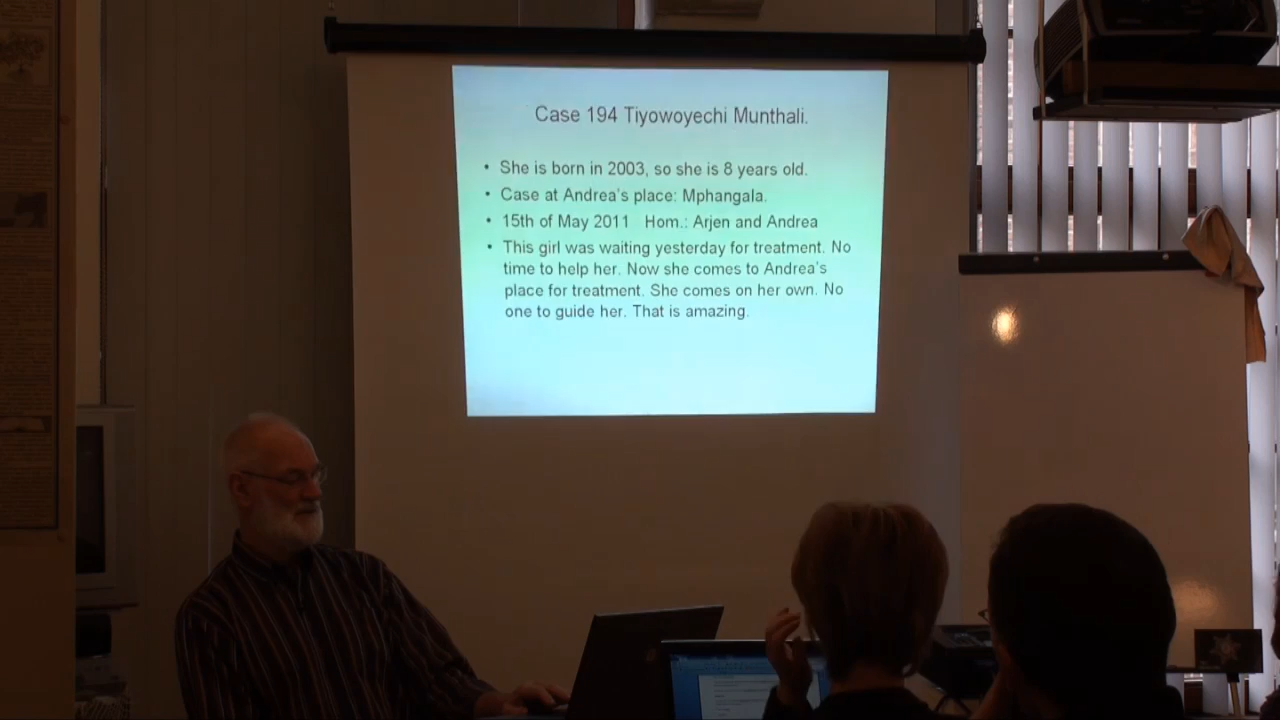 Case 194 Tiyowoyechi Munthali.
• She is born in 2003, so she is 8 years old.
• Case at Andrea's place: Mphangala.
• 15th of May 2011 Hom.: Arjen and Andrea
• This girl was waiting yesterday for treatment. No
time to help her. Now she comes to Andrea's
place for treatment. She comes on her own. No
one to guide her. That is amazing.